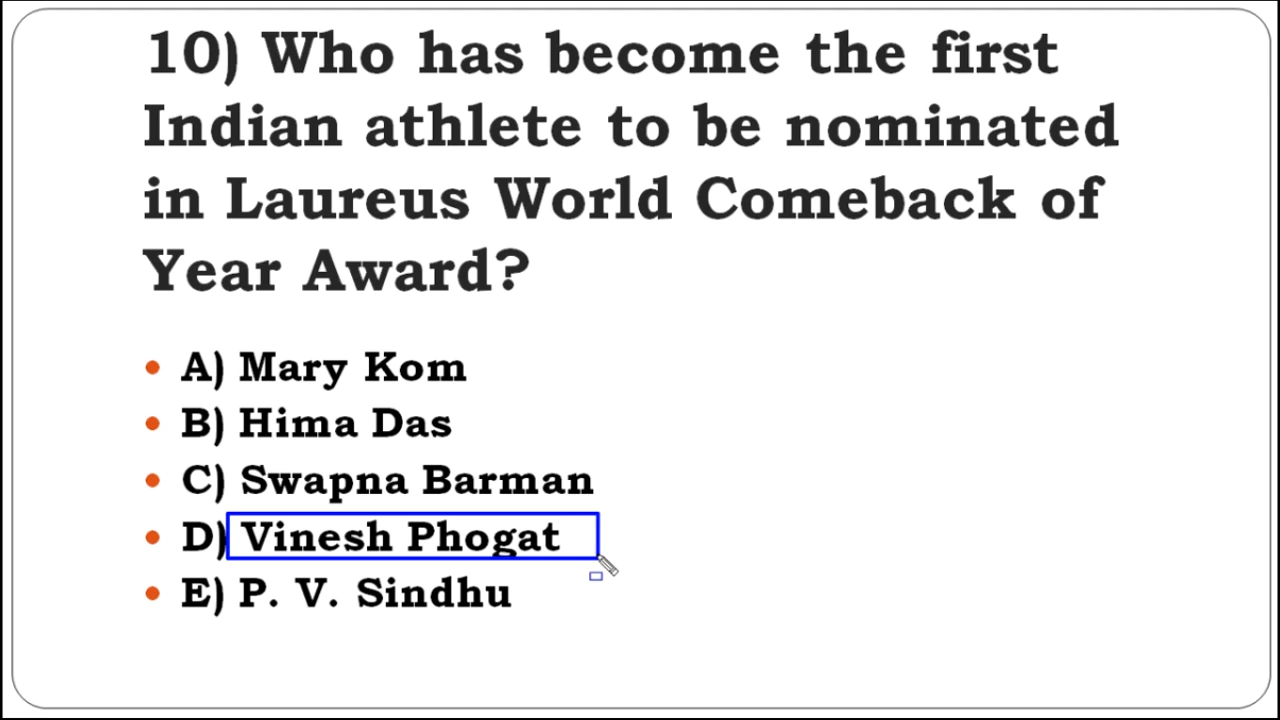 10) Who has become the first
Indian athlete to be nominated
in Laureus World Comeback of
Year Award?
A) Mary Kom
B) Hima Das
C) Swapna Barman
D) Vinesh Phogat
E) P. V. Sindhu